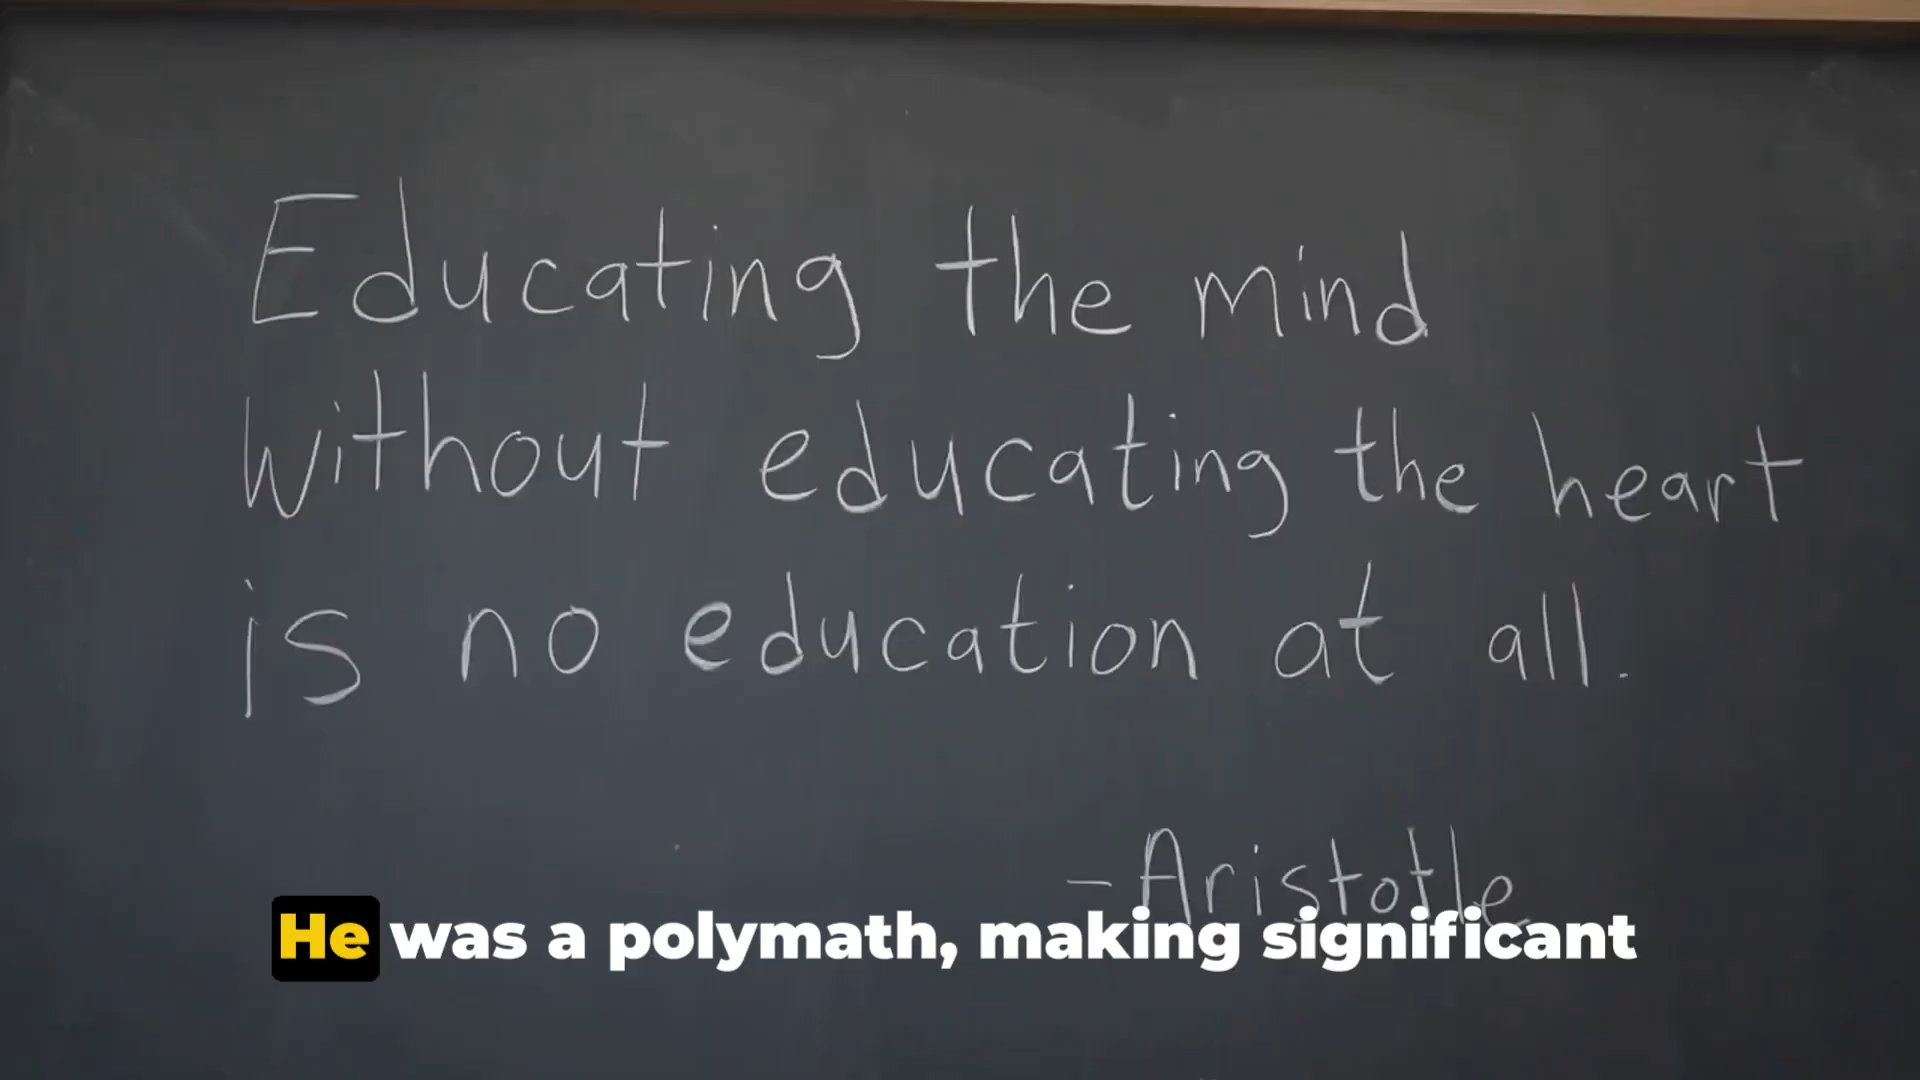 Educating the mind
without educating the heart
is no education at all.
-Aristotle
He was a polymath, making significant